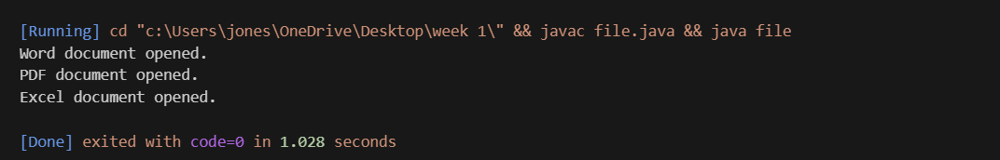 [Running] cd "c:\Users\jones\OneDrive\Desktop\week 1\" && javac file.java && java file
Word document opened.
PDF document opened.
Excel document opened.
[Done] exited with code=0 in 1.028 seconds